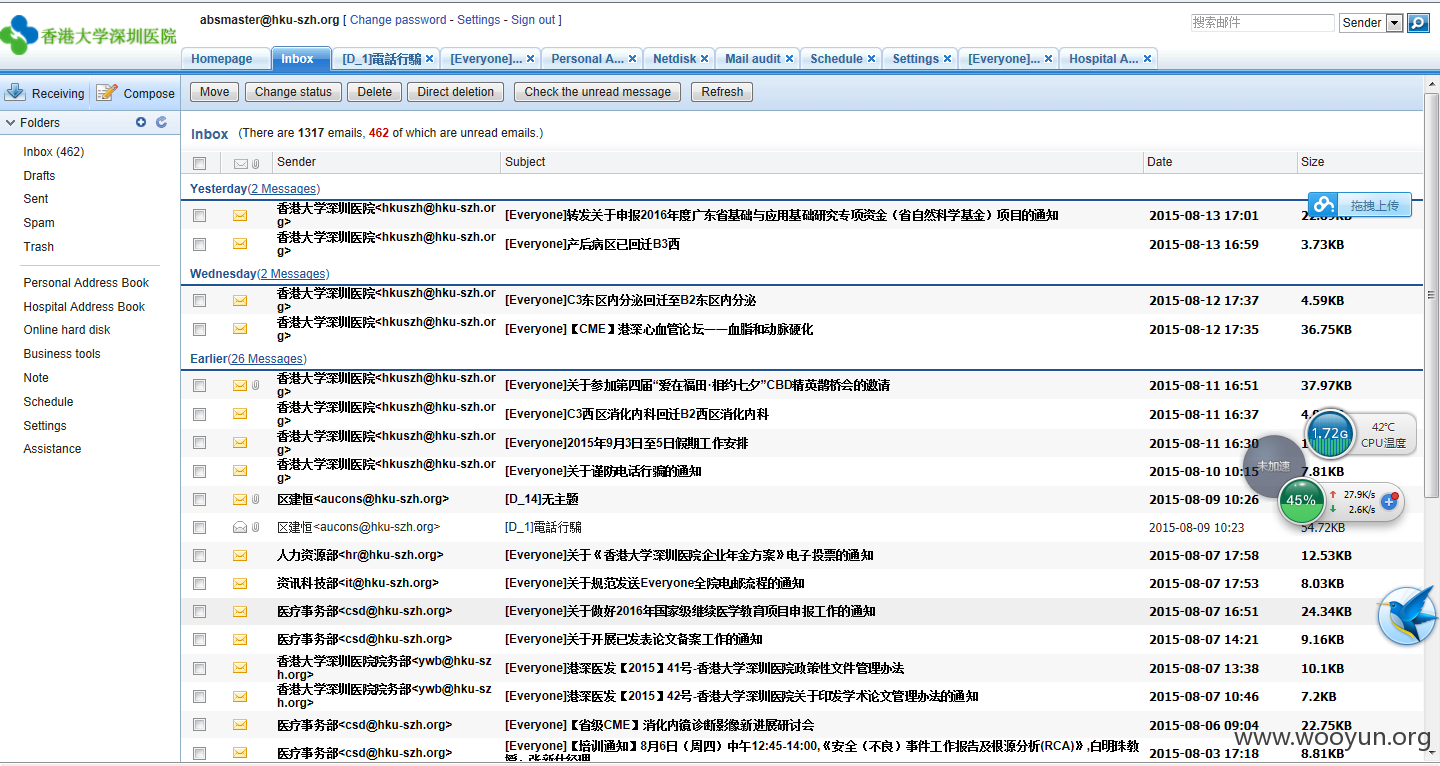 absmaster@hku-szh.org [ Change password - Settings - Sign out ]
搜索邮件 Sender
香港大学深圳医院
Homepage Inbox [D_1]電話行騙 × [Everyone]... × Personal A... × Netdisk × Mail audit × Schedule × Settings × [Everyone]... × Hospital A... ×
Receiving Compose
Move Change status Delete Direct deletion Check the unread message Refresh
Folders
Inbox (462)
Drafts
Sent
Spam
Trash
Personal Address Book
Hospital Address Book
Online hard disk
Business tools
Note
Schedule
Settings
Assistance
Inbox (There are 1317 emails, 462 of which are unread emails.)
Sender Subject Date Size
Yesterday(2 Messages)
香港大学深圳医院<hkuszh@hku-szh.or
g> [Everyone]转发关于申报2016年度广东省基础与应用基础研究专项资金（省自然科学基金）项目的通知 2015-08-13 17:01
拖拽上传
香港大学深圳医院<hkuszh@hku-szh.or
g> [Everyone]产后病区已回迁B3西 2015-08-13 16:59 3.73KB
Wednesday(2 Messages)
香港大学深圳医院<hkuszh@hku-szh.or
g> [Everyone]C3东区内分泌回迁至B2东区内分泌 2015-08-12 17:37 4.59KB
香港大学深圳医院<hkuszh@hku-szh.or
g> [Everyone]【CME】港深心血管论坛——血脂和动脉硬化 2015-08-12 17:35 36.75KB
Earlier(26 Messages)
香港大学深圳医院<hkuszh@hku-szh.or
g> [Everyone]关于参加第四届“爱在福田·相约七夕”CBD精英鹊桥会的邀请 2015-08-11 16:51 37.97KB
香港大学深圳医院<hkuszh@hku-szh.or
g> [Everyone]C3西区消化内科回迁B2西区消化内科 2015-08-11 16:37
香港大学深圳医院<hkuszh@hku-szh.or
g> [Everyone]2015年9月3日至5日假期工作安排 2015-08-11 16:30
香港大学深圳医院<hkuszh@hku-szh.or
g> [Everyone]关于谨防电话行骗的通知 2015-08-10 10:15 7.81KB
区建恒<aucons@hku-szh.org> [D_14]无主题 2015-08-09 10:26
区建恒<aucons@hku-szh.org> [D_1]電話行騙 2015-08-09 10:23 54.72KB
人力资源部<hr@hku-szh.org> [Everyone]关于《香港大学深圳医院企业年金方案》电子投票的通知 2015-08-07 17:58 12.53KB
资讯科技部<it@hku-szh.org> [Everyone]关于规范发送Everyone全院电邮流程的通知 2015-08-07 17:53 8.03KB
医疗事务部<csd@hku-szh.org> [Everyone]关于做好2016年国家级继续医学教育项目申报工作的通知 2015-08-07 16:51 24.34KB
医疗事务部<csd@hku-szh.org> [Everyone]关于开展已发表论文备案工作的通知 2015-08-07 14:21 9.16KB
香港大学深圳医院院务部<ywb@hku-sz
h.org> [Everyone]港深医发【2015】41号-香港大学深圳医院政策性文件管理办法 2015-08-07 13:38 10.1KB
香港大学深圳医院院务部<ywb@hku-sz
h.org> [Everyone]港深医发【2015】42号-香港大学深圳医院关于印发学术论文管理办法的通知 2015-08-07 10:46 7.2KB
医疗事务部<csd@hku-szh.org> [Everyone]【省级CME】消化内镜诊断影像新进展研讨会 2015-08-06 09:04 22.75KB
医疗事务部<csd@hku-szh.org> [Everyone]【培训通知】8月6日（周四）中午12:45-14:00,《安全（不良）事件工作报告及根源分析(RCA)》,白明珠教
2015-08-03 17:18 8.81KB
1.72G 42℃
CPU温度
未加速
45% 27.9K/s
2.6K/s
www.wooyun.org